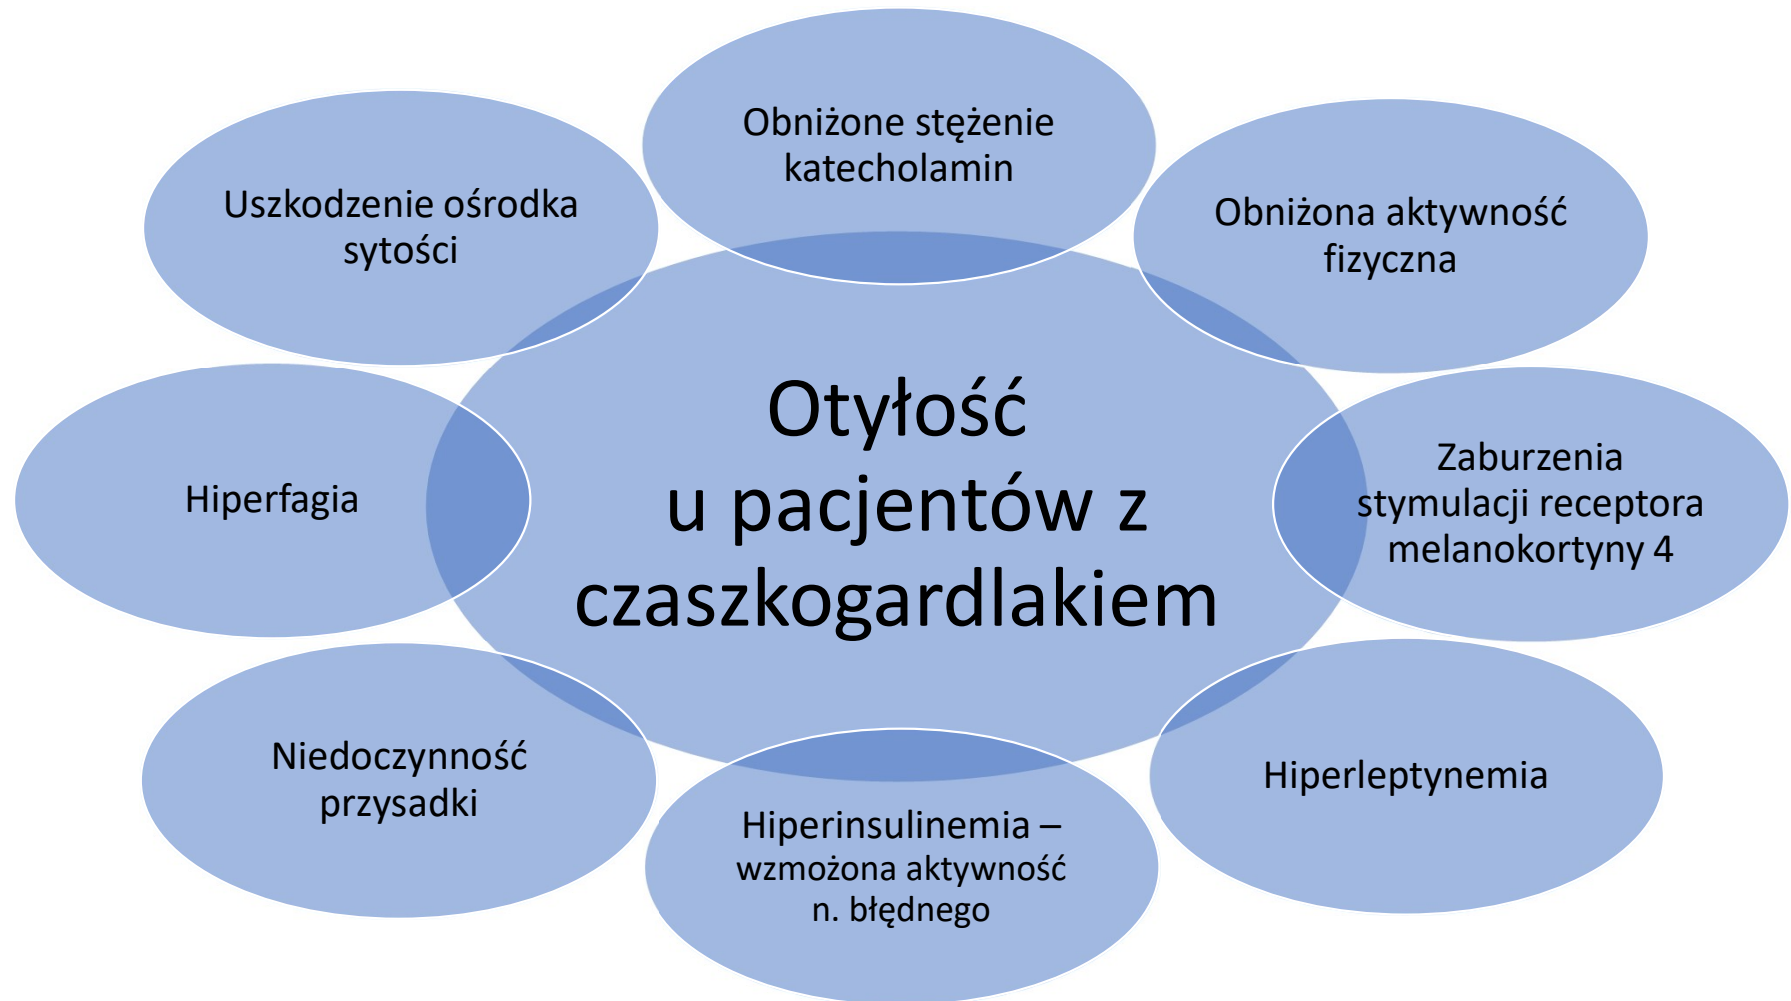 Obniżone stężenie
katecholamin
Uszkodzenie ośrodka
sytości
Obniżona aktywność
fizyczna
Otyłość
u pacjentów z
czaszkogardlakiem
Hiperfagia
Zaburzenia
stymulacji receptora
melanokortyny 4
Niedoczynność
przysadki
Hiperleptynemia
Hiperinsulinemia –
wzmożona aktywność
n. błędnego